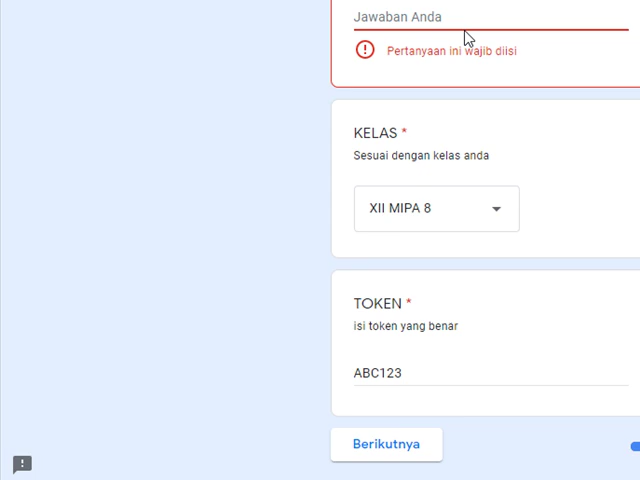 Jawaban Anda
Pertanyaan ini wajib diisi
KELAS *
Sesuai dengan kelas anda
XII MIPA 8
TOKEN *
isi token yang benar
ABC123
Berikutnya